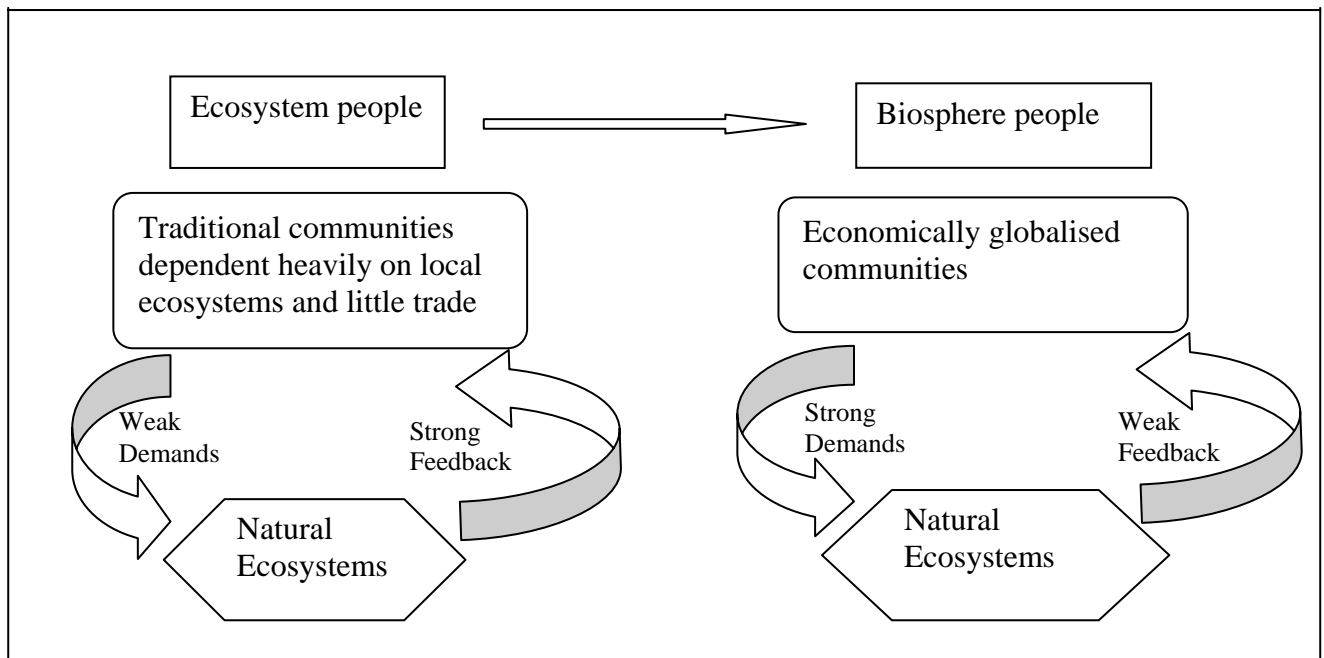 Ecosystem people
Biosphere people
Traditional communities
dependent heavily on local
ecosystems and little trade
Economically globalised
communities
Weak
Demands
Strong
Feedback
Strong
Demands
Weak
Feedback
Natural
Ecosystems
Natural
Ecosystems